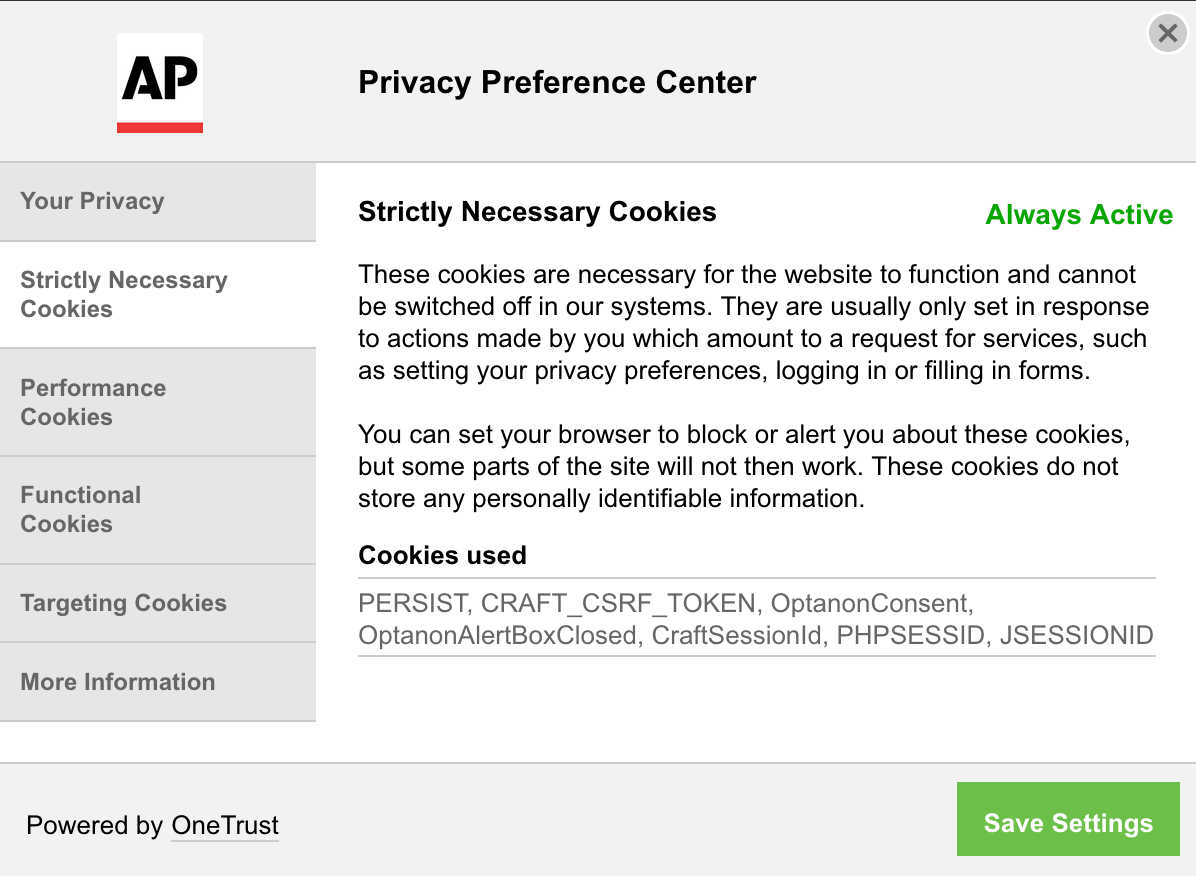 AP
Privacy Preference Center
Your Privacy
Strictly Necessary
Cookies
Performance
Cookies
Functional
Cookies
Targeting Cookies
More Information
Strictly Necessary Cookies
Always Active
These cookies are necessary for the website to function and cannot
be switched off in our systems. They are usually only set in response
to actions made by you which amount to a request for services, such
as setting your privacy preferences, logging in or filling in forms.
You can set your browser to block or alert you about these cookies,
but some parts of the site will not then work. These cookies do not
store any personally identifiable information.
Cookies used
PERSIST, CRAFT_CSRF_TOKEN, OptanonConsent,
OptanonAlertBoxClosed, CraftSessionId, PHPSESSID, JSESSIONID
Powered by OneTrust
Save Settings